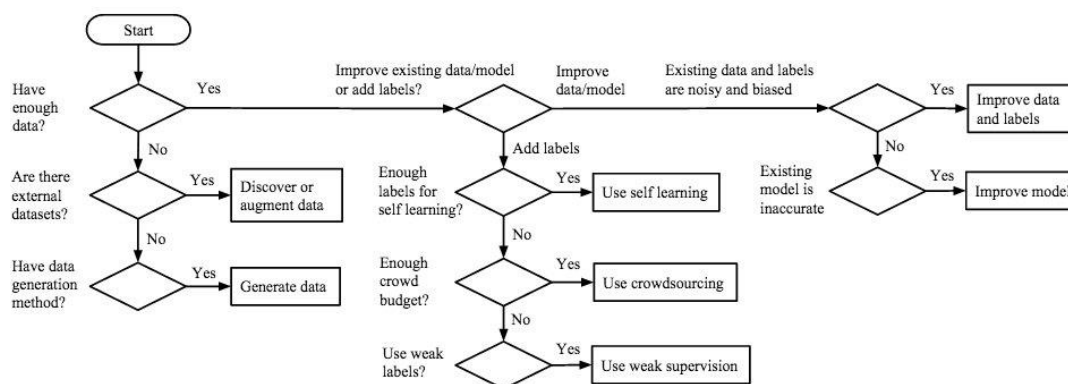 Start
Have
enough
data?
Yes
No
Are there
external
datasets?
Yes
Discover or
augment data
No
Have data
generation
method?
Yes
Generate data
Improve existing data/model
or add labels?
Improve
data/model
Add labels
Enough
labels for
self learning?
Yes
Use self learning
No
Enough
crowd
budget?
Yes
Use crowdsourcing
No
Use weak
labels?
Yes
Use weak supervision
Existing data and labels
are noisy and biased
Yes
Improve data
and labels
No
Existing
model is
inaccurate
Yes
Improve model